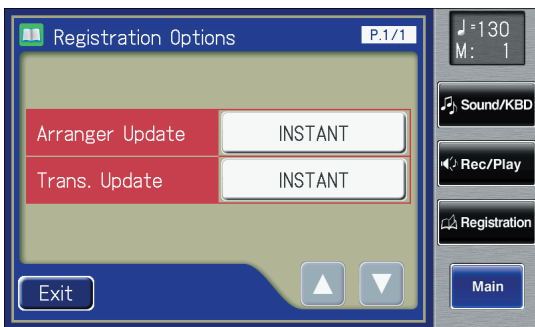 Registration Options
P.1/1
Arranger Update
INSTANT
Trans. Update
INSTANT
Exit
♩=130
M: 1
Sound/KBD
Rec/Play
Registration
Main